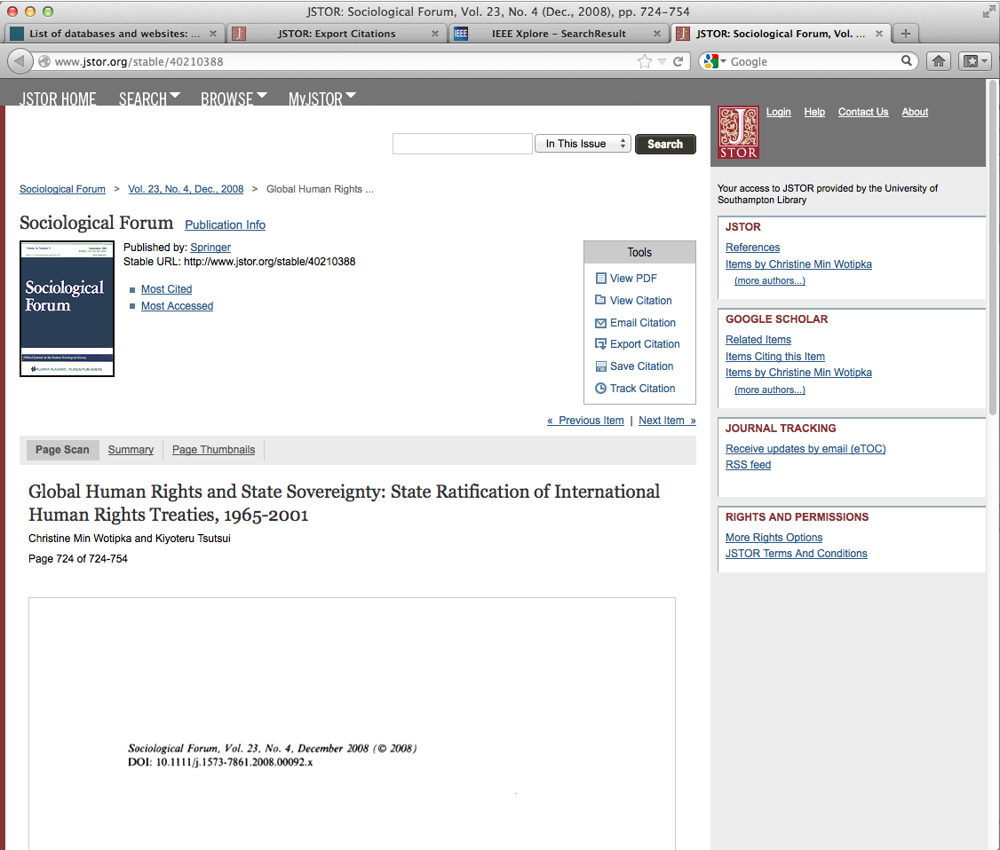 JSTOR: Sociological Forum, Vol. 23, No. 4 (Dec., 2008), pp. 724-754
List of databases and websites: ...
JSTOR: Export Citations
IEEE
IEEE Xplore – SearchResult
JSTOR: Sociological Forum, Vol. ...
www.jstor.org/stable/40210388
Google
JSTOR HOME SEARCH BROWSE MyJSTOR
In This Issue
Search
J
STOR
Login Help Contact Us About
Your access to JSTOR provided by the University of
Southampton Library
Sociological Forum > Vol. 23, No. 4, Dec., 2008 > Global Human Rights ...
Sociological Forum Publication Info
Sociological
Forum
Published by: Springer
Stable URL: http://www.jstor.org/stable/40210388
Most Cited
Most Accessed
Tools
View PDF
View Citation
Email Citation
Export Citation
Save Citation
Track Citation
« Previous Item | Next Item »
Page Scan Summary Page Thumbnails
Global Human Rights and State Sovereignty: State Ratification of International
Human Rights Treaties, 1965-2001
Christine Min Wotipka and Kiyoteru Tsutsui
Page 724 of 724-754
Sociological Forum, Vol. 23, No. 4, December 2008 (© 2008)
DOI: 10.1111/j.1573-7861.2008.00092.x
JSTOR
References
Items by Christine Min Wotipka
(more authors...)
GOOGLE SCHOLAR
Related Items
Items Citing this Item
Items by Christine Min Wotipka
(more authors...)
JOURNAL TRACKING
Receive updates by email (eTOC)
RSS feed
RIGHTS AND PERMISSIONS
More Rights Options
JSTOR Terms And Conditions